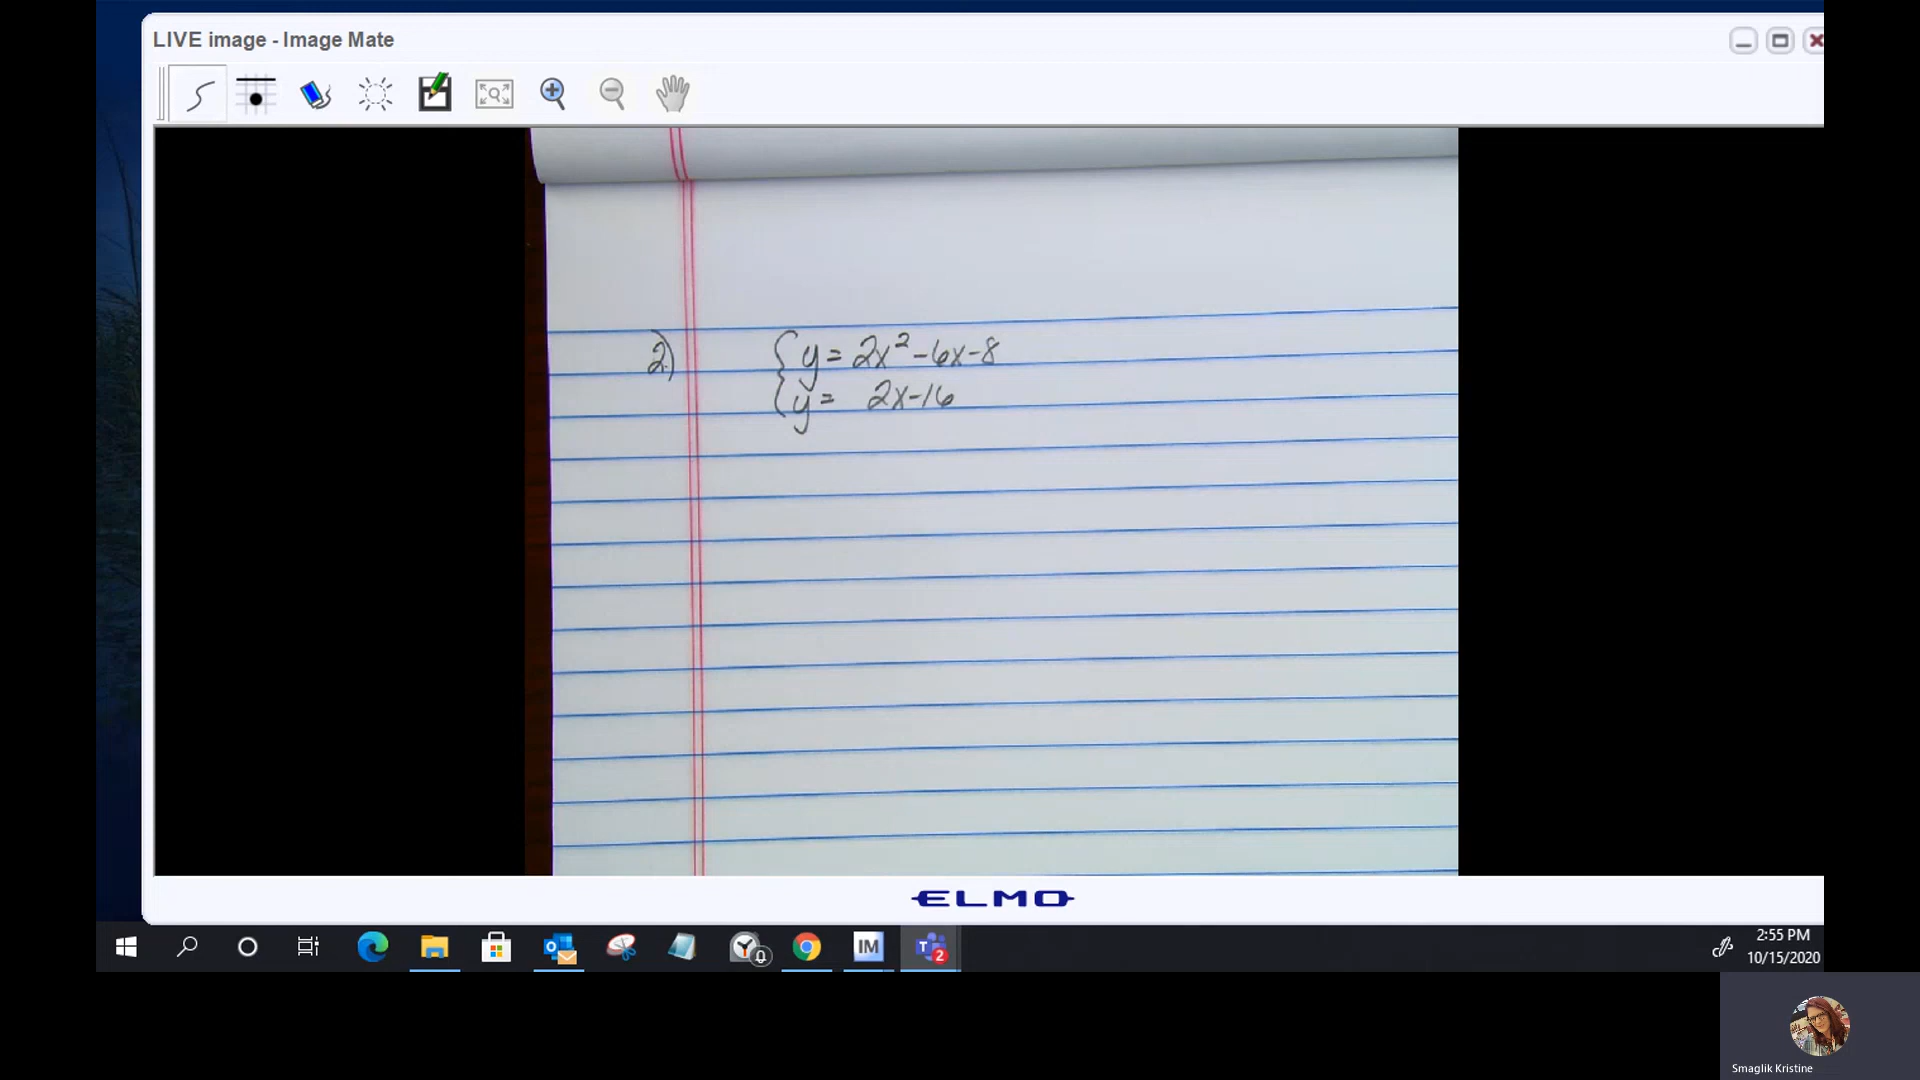 LIVE image - Image Mate
2) y = 2x² - 6x - 8
y = 2x - 16
ELMO
IM
2:55 PM
10/15/2020
Smaglik Kristine